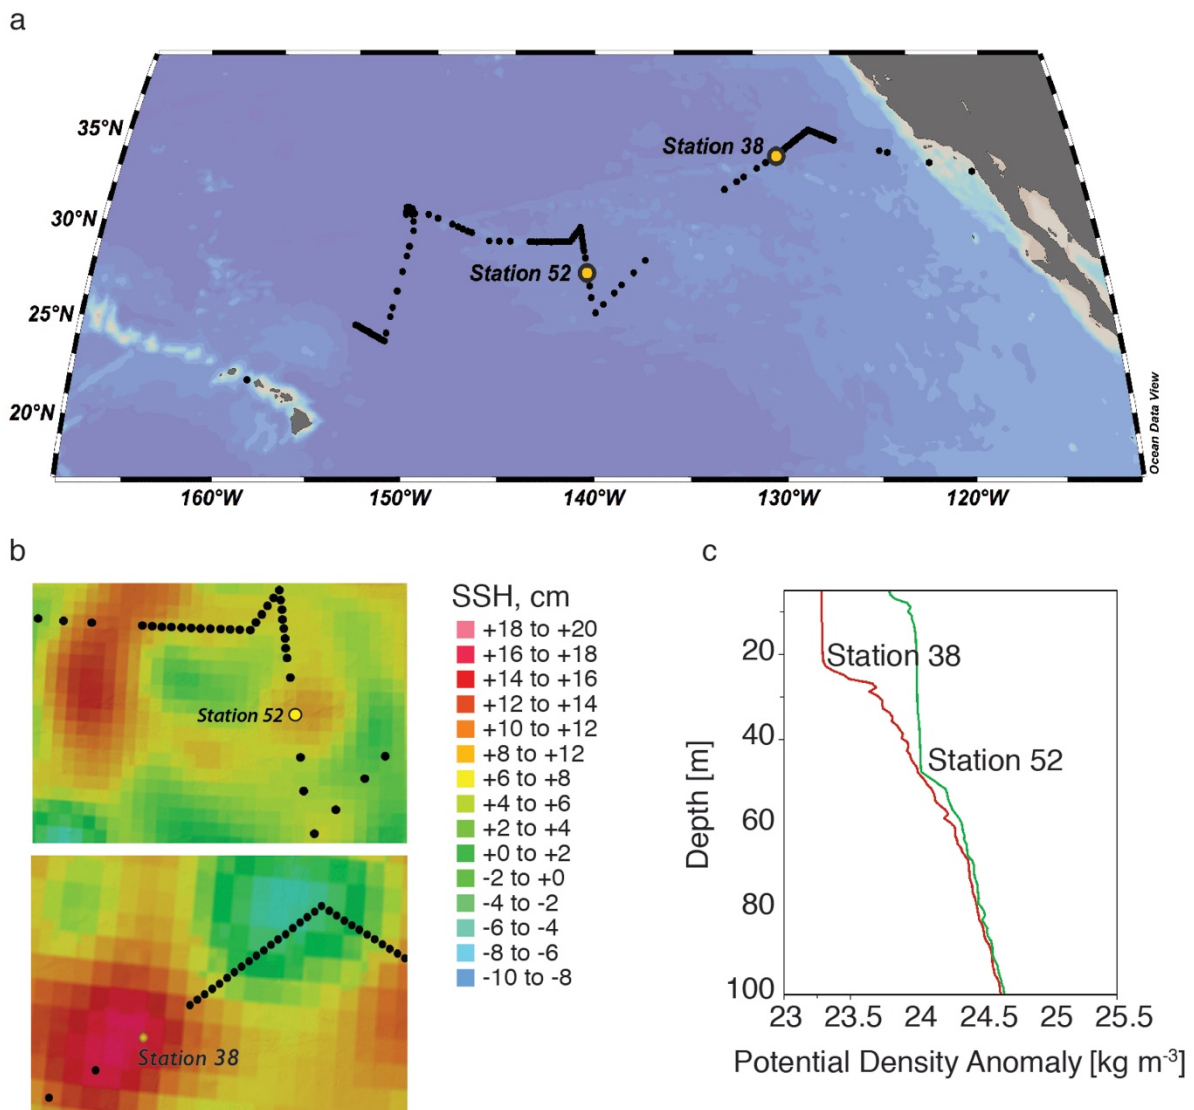 a
35°N
30°N
25°N
20°N
Station 38
Station 52
160°W 150°W 140°W 130°W 120°W
Ocean Data View
b
Station 52
Station 38
SSH, cm
+18 to +20
+16 to +18
+14 to +16
+12 to +14
+10 to +12
+8 to +12
+6 to +8
+4 to +6
+2 to +4
+0 to +2
-2 to +0
-4 to -2
-6 to -4
-8 to -6
-10 to -8
c
Depth [m]
20
40
60
80
100
Station 38
Station 52
23 23.5 24 24.5 25 25.5
Potential Density Anomaly [kg m-3]